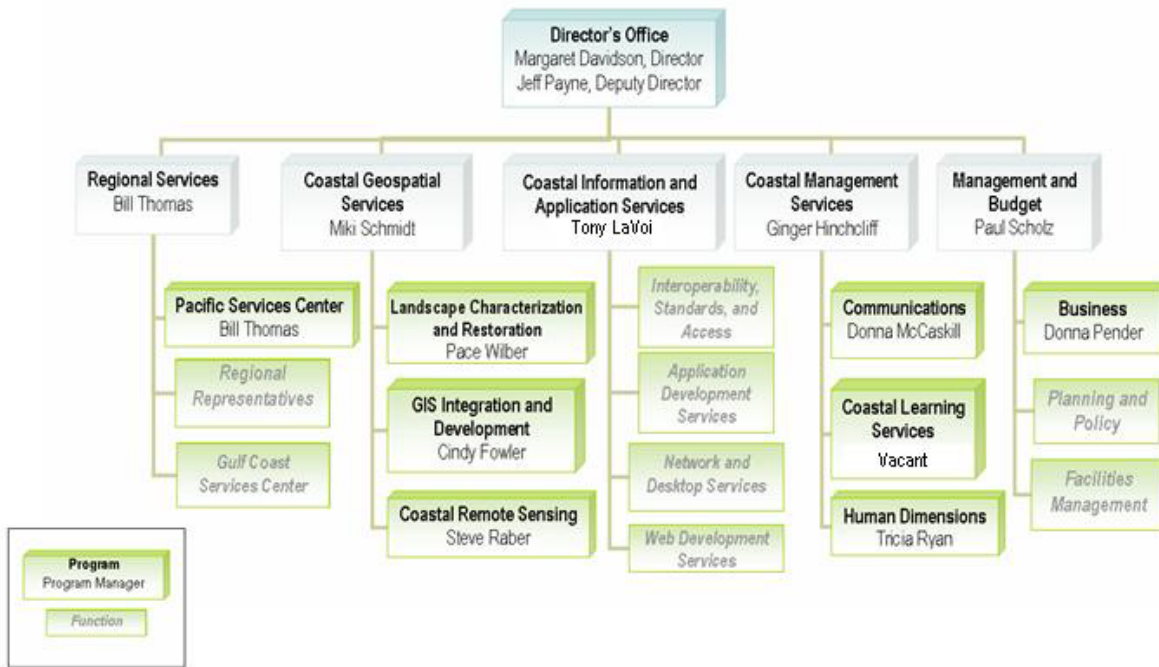 Director's Office
Margaret Davidson, Director
Jeff Payne, Deputy Director
Regional Services
Bill Thomas
Coastal Geospatial
Services
Miki Schmidt
Coastal Information and
Application Services
Tony LaVoi
Coastal Management
Services
Ginger Hinchcliff
Management and
Budget
Paul Scholz
Pacific Services Center
Bill Thomas
Regional
Representatives
Gulf Coast
Services Center
Landscape Characterization
and Restoration
Pace Wilber
GIS Integration and
Development
Cindy Fowler
Coastal Remote Sensing
Steve Raber
Interoperability,
Standards, and
Access
Application
Development
Services
Network and
Desktop Services
Web Development
Services
Communications
Donna McCaskill
Coastal Learning
Services
Vacant
Human Dimensions
Tricia Ryan
Business
Donna Pender
Planning and
Policy
Facilities
Management
Program
Program Manager
Function